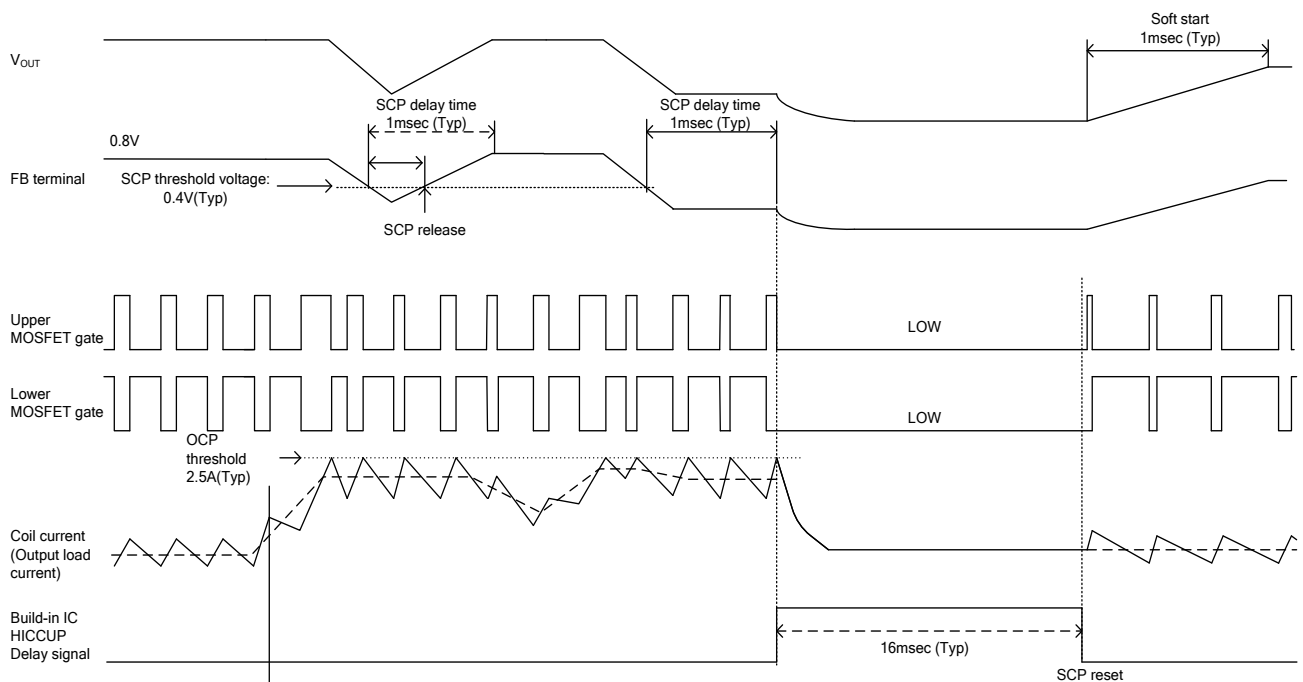 Soft start
1msec (Typ)
VOUT
SCP delay time
1msec (Typ)
SCP delay time
1msec (Typ)
0.8V
FB terminal
SCP threshold voltage:
0.4V(Typ)
SCP release
Upper
MOSFET gate
LOW
Lower
MOSFET gate
LOW
OCP
threshold
2.5A(Typ)
Coil current
(Output load
current)
Build-in IC
HICCUP
Delay signal
16msec (Typ)
SCP reset